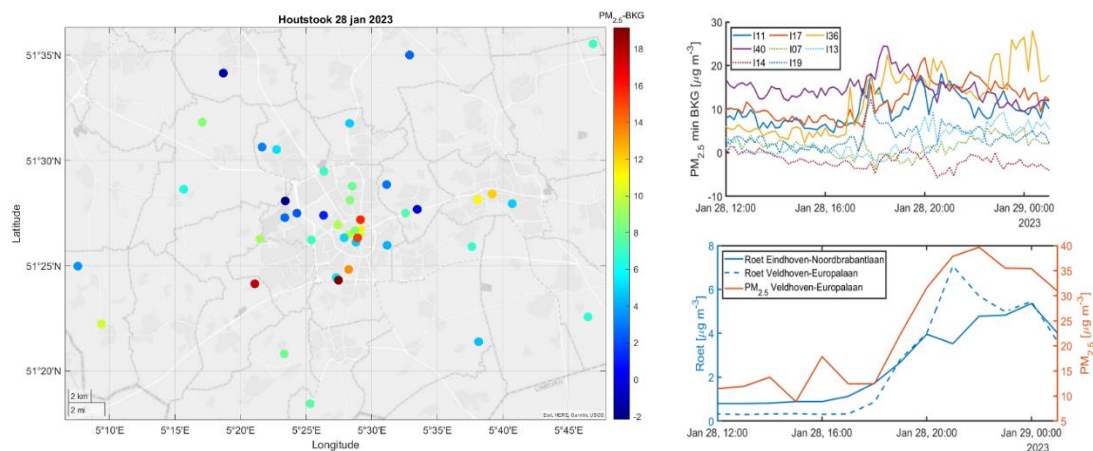 Houtstook 28 jan 2023
PM2.5-BKG
51°35'N
51°30'N
51°25'N
51°20'N
Latitude
5°10'E 5°15'E 5°20'E 5°25'E 5°30'E 5°35'E 5°40'E 5°45'E
Longitude
2 km
2 mi
LIMBURG
Esri, HERE, Garmin, USGS
18
16
14
12
10
8
6
4
2
0
-2
I11 I17 I36
I40 I07 I13
I14 I19
PM2.5 min BKG [μg m-3]
30
20
10
0
-10
Jan 28, 12:00 Jan 28, 16:00 Jan 28, 20:00 Jan 29, 00:00
2023
Roet Eindhoven-Noordbrabantlaan
Roet Veldhoven-Europalaan
PM2.5 Veldhoven-Europalaan
Roet [μg m-3]
8
6
4
2
0
PM2.5 [μg m-3]
40
35
30
25
20
15
10
5
Jan 28, 12:00 Jan 28, 16:00 Jan 28, 20:00 Jan 29, 00:00
2023